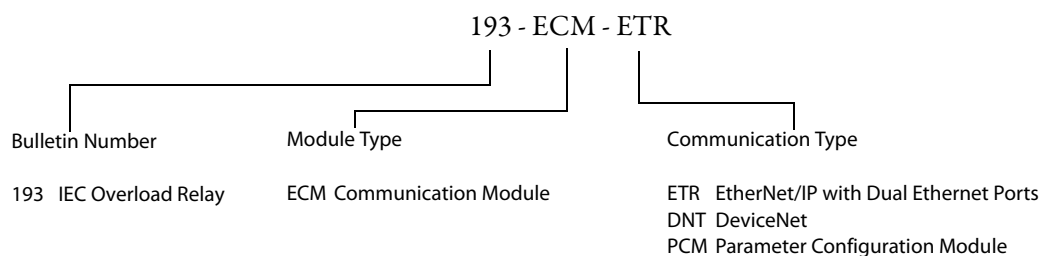 193 - ECM - ETR
Bulletin Number
193 IEC Overload Relay
Module Type
ECM Communication Module
Communication Type
ETR EtherNet/IP with Dual Ethernet Ports
DNT DeviceNet
PCM Parameter Configuration Module